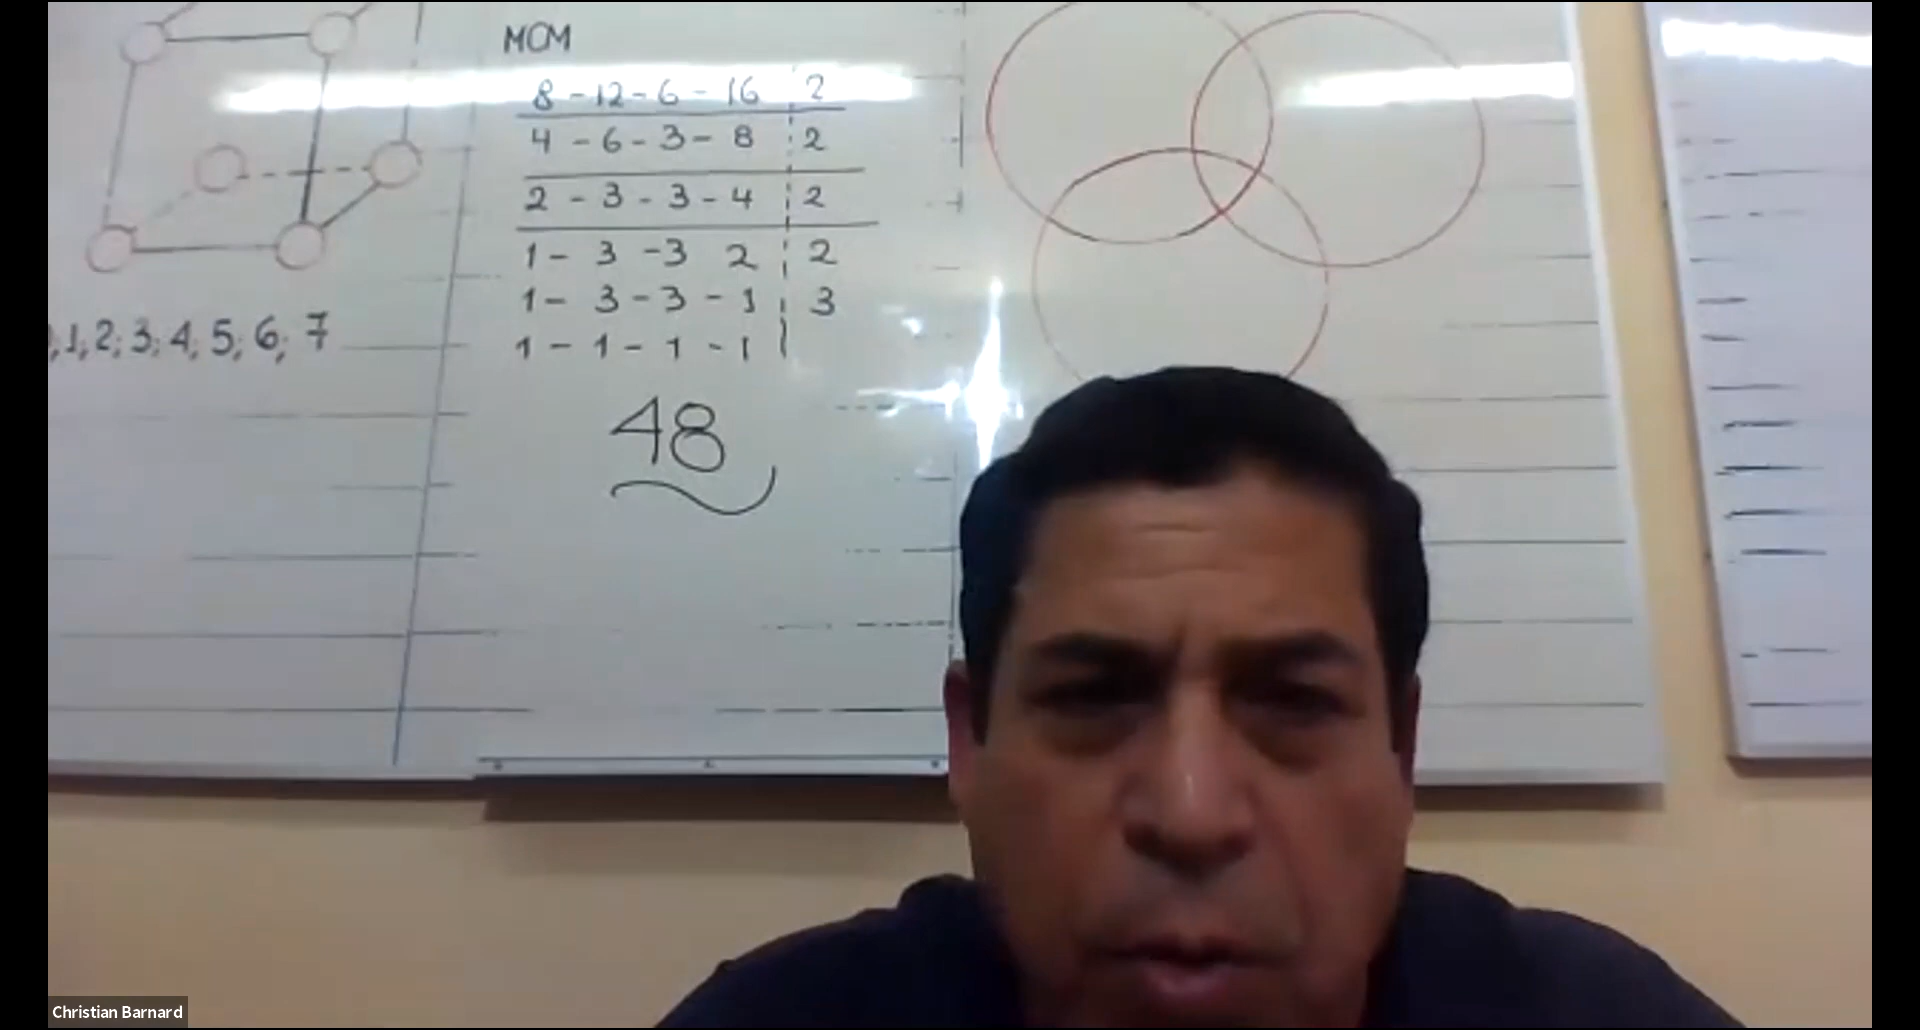 MCM
8 - 12 - 6 - 16 2
4 - 6 - 3 - 8 2
2 - 3 - 3 - 4 2
1 - 3 - 3 2 2
1 - 3 - 3 - 1 3
1 - 1 - 1 - 1
48
,1, 2; 3; 4; 5; 6; 7
Christian Barnard